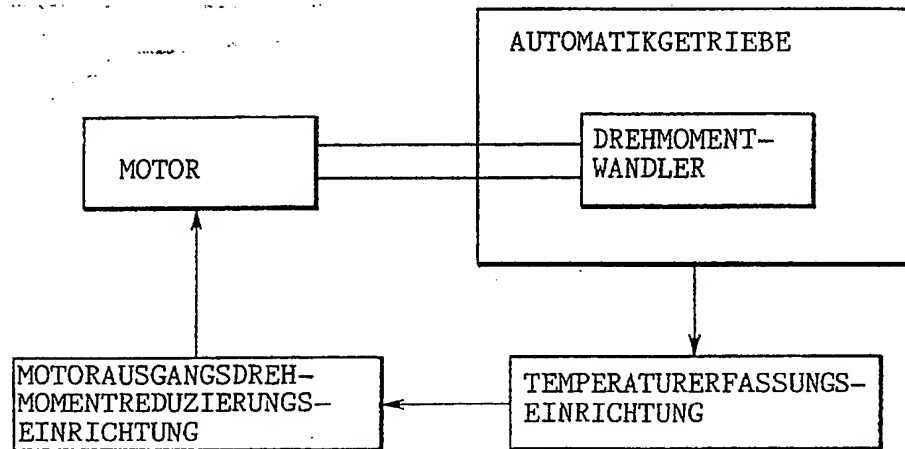 AUTOMATIKGETRIEBE
MOTOR
DREHMOMENT-
WANDLER
MOTORAUSGANGSDREH-
MOMENTREDUZIERUNGS-
EINRICHTUNG
TEMPERATURERFASSUNGS-
EINRICHTUNG